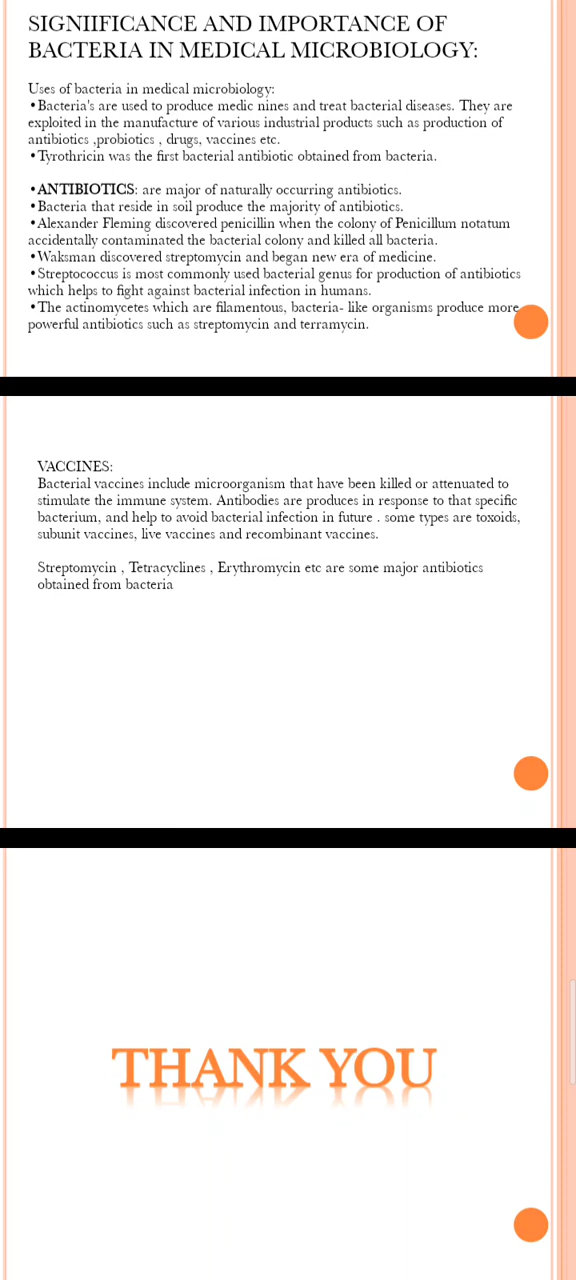 SIGNIIFICANCE AND IMPORTANCE OF
BACTERIA IN MEDICAL MICROBIOLOGY:
Uses of bacteria in medical microbiology:
•Bacteria's are used to produce medic nines and treat bacterial diseases. They are
exploited in the manufacture of various industrial products such as production of
antibiotics ,probiotics , drugs, vaccines etc.
•Tyrothricin was the first bacterial antibiotic obtained from bacteria.
•ANTIBIOTICS: are major of naturally occurring antibiotics.
•Bacteria that reside in soil produce the majority of antibiotics.
•Alexander Fleming discovered penicillin when the colony of Penicillum notatum
accidentally contaminated the bacterial colony and killed all bacteria.
•Waksman discovered streptomycin and began new era of medicine.
•Streptococcus is most commonly used bacterial genus for production of antibiotics
which helps to fight against bacterial infection in humans.
•The actinomycetes which are filamentous, bacteria- like organisms produce more
powerful antibiotics such as streptomycin and terramycin.
VACCINES:
Bacterial vaccines include microorganism that have been killed or attenuated to
stimulate the immune system. Antibodies are produces in response to that specific
bacterium, and help to avoid bacterial infection in future . some types are toxoids,
subunit vaccines, live vaccines and recombinant vaccines.
Streptomycin , Tetracyclines , Erythromycin etc are some major antibiotics
obtained from bacteria
THANK YOU